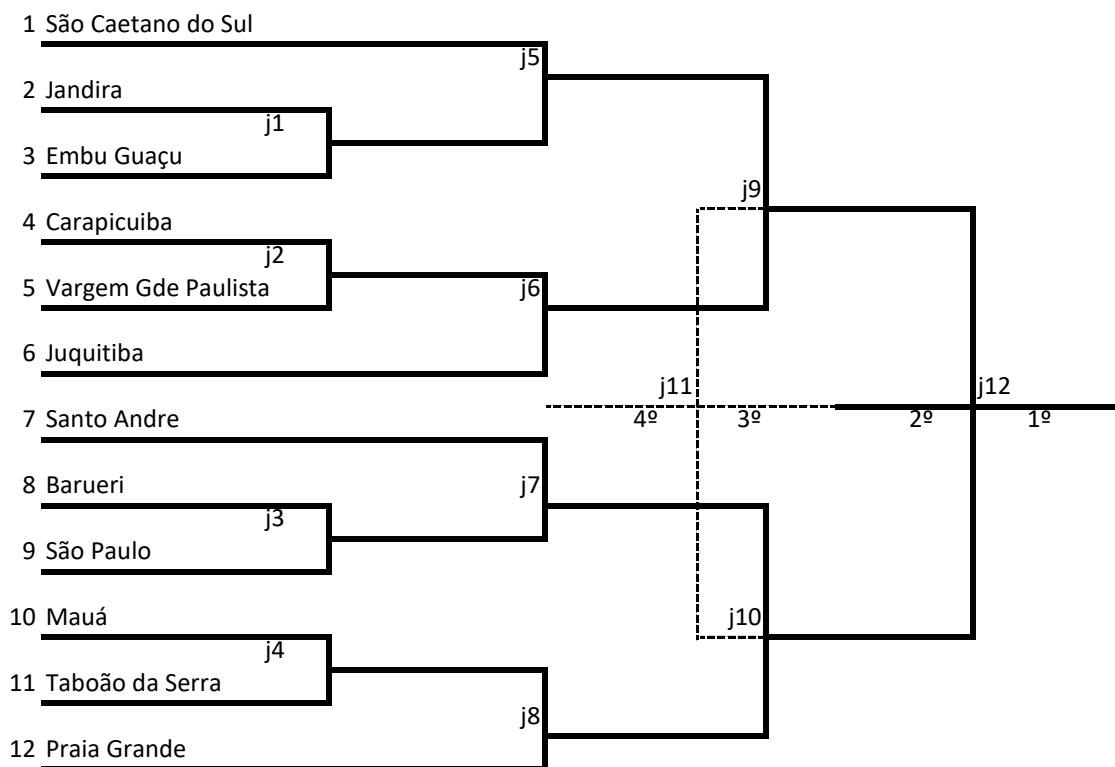 1 São Caetano do Sul
j5
2 Jandira
j1
3 Embu Guaçu
j9
4 Carapicuiba
j2
5 Vargem Gde Paulista
j6
6 Juquitiba
j11
j12
4º
3º
2º
1º
7 Santo Andre
8 Barueri
j7
j3
9 São Paulo
10 Mauá
j10
j4
11 Taboão da Serra
j8
12 Praia Grande